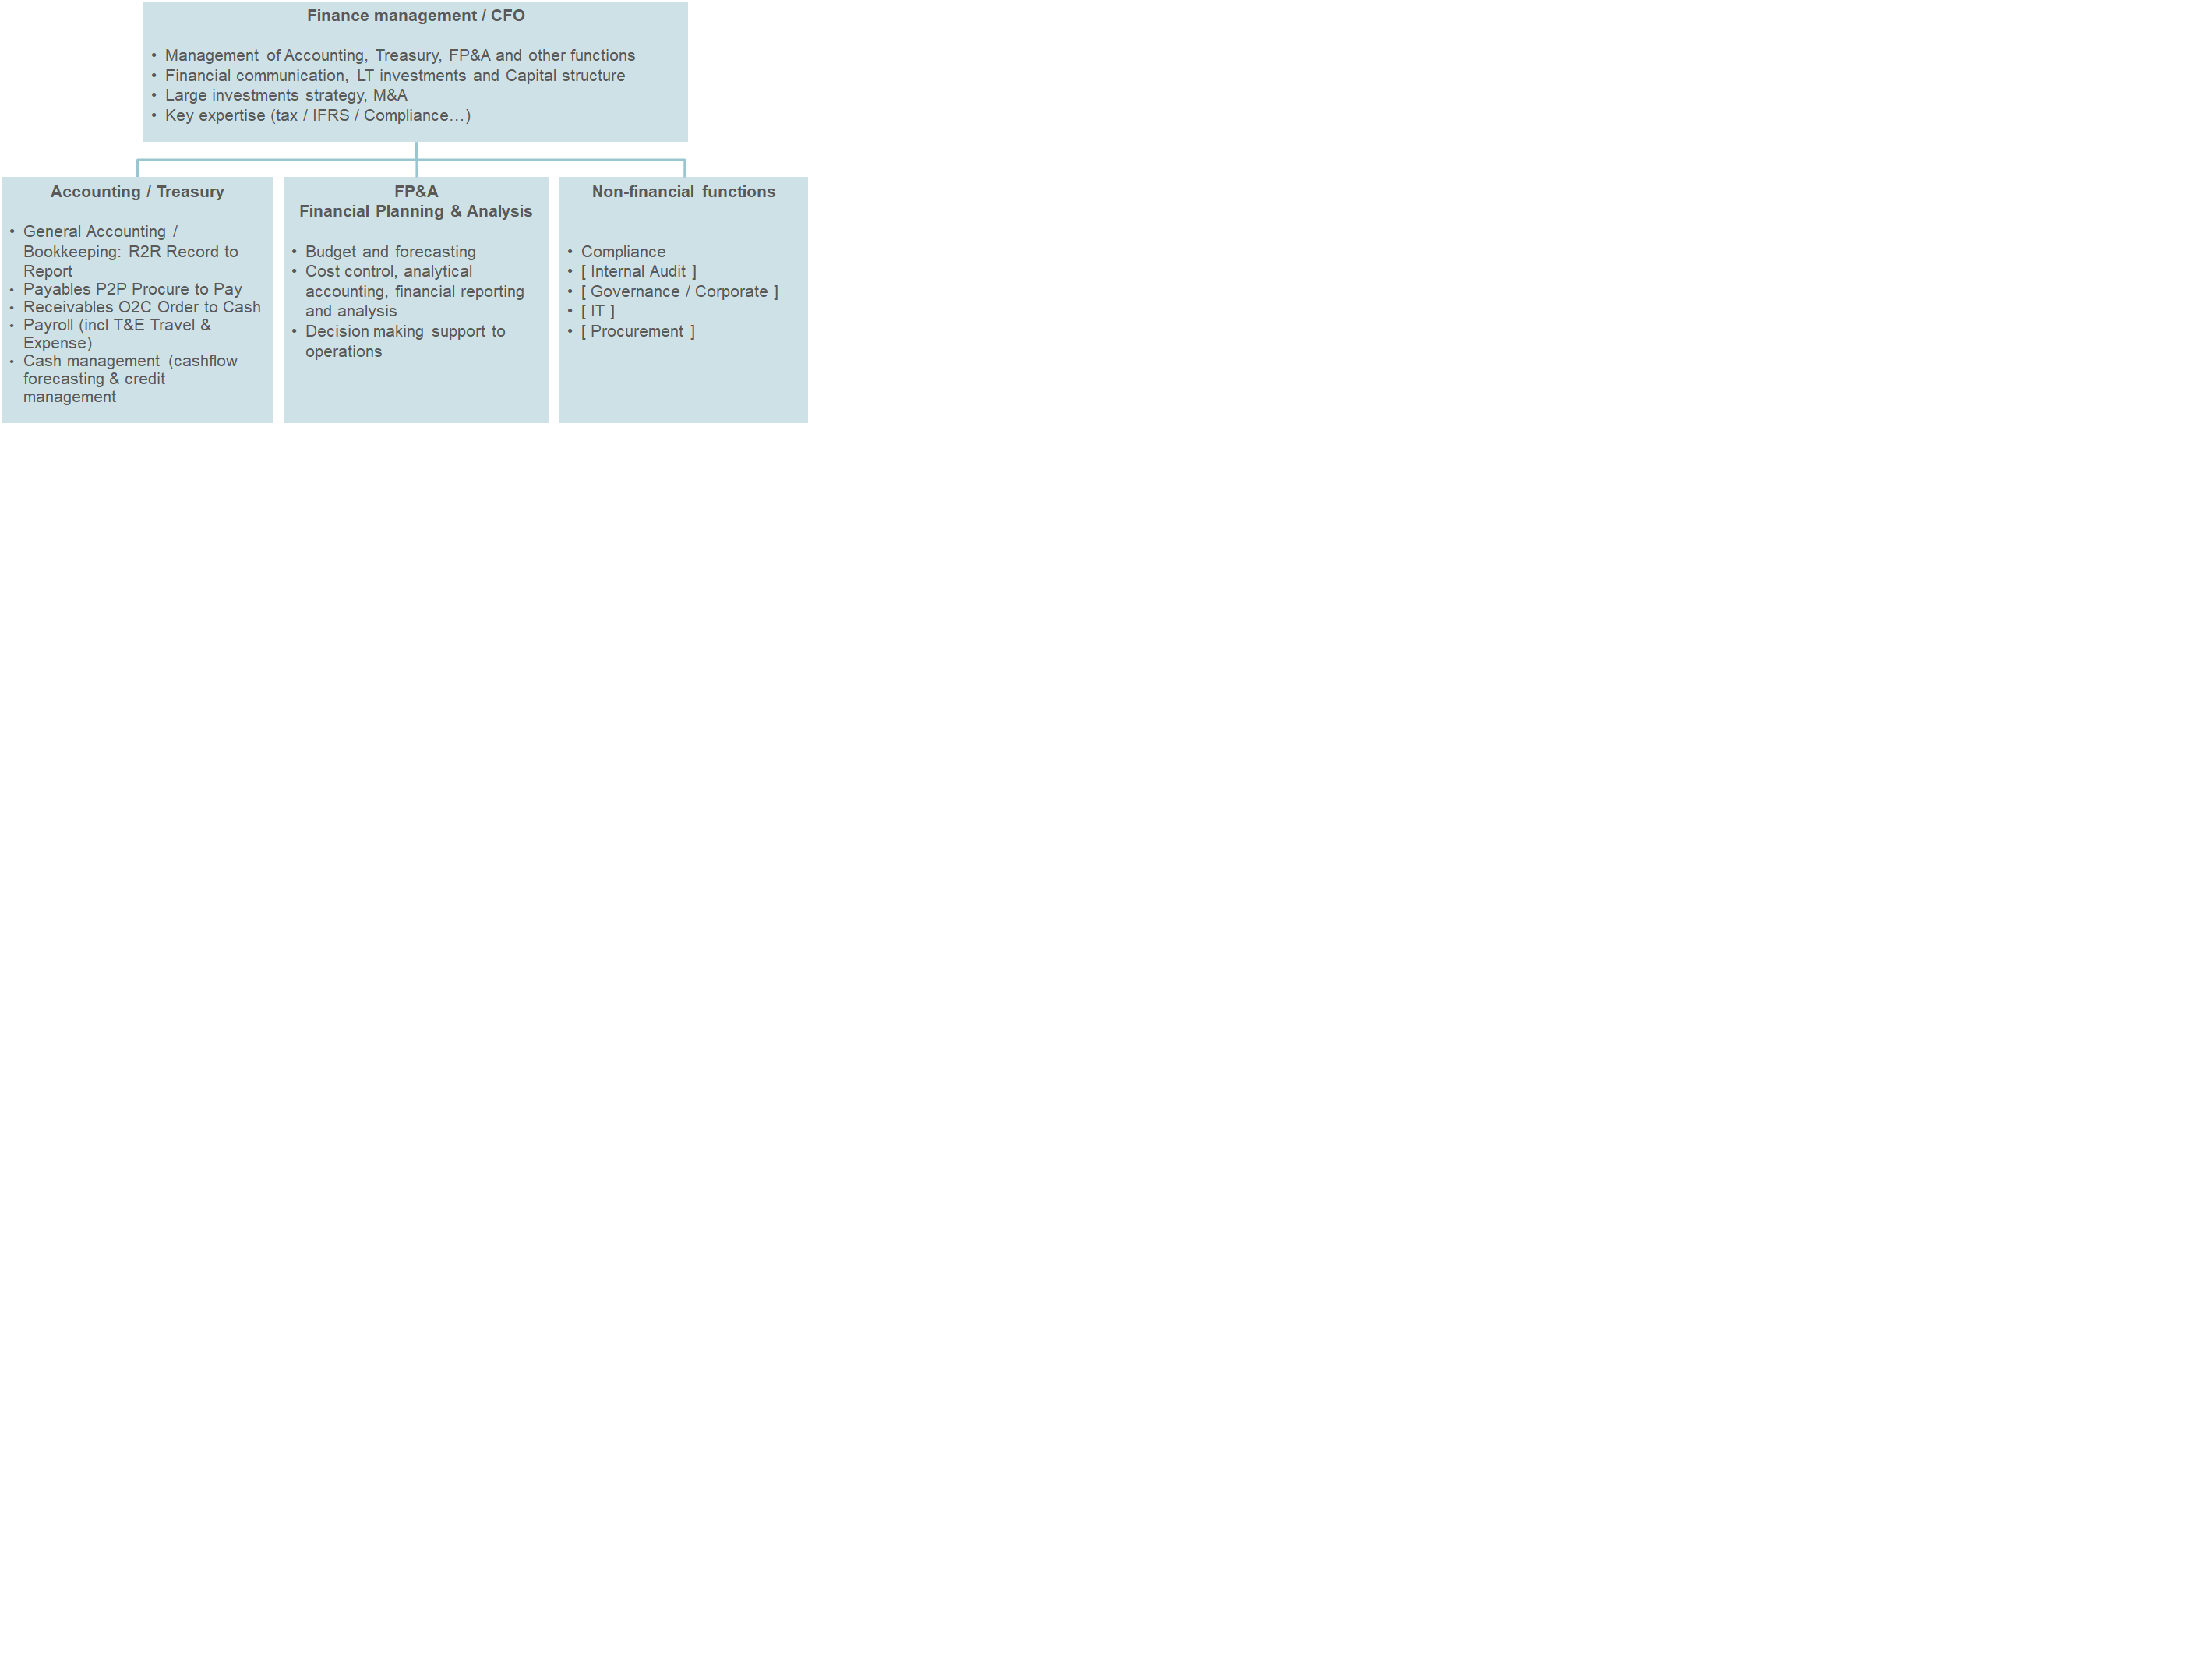 Finance management / CFO
• Management of Accounting, Treasury, FP&A and other functions
• Financial communication, LT investments and Capital structure
• Large investments strategy, M&A
• Key expertise (tax / IFRS / Compliance…)
Accounting / Treasury
• General Accounting /
Bookkeeping: R2R Record to
Report
• Payables P2P Procure to Pay
• Receivables O2C Order to Cash
• Payroll (incl T&E Travel &
Expense)
• Cash management (cashflow
forecasting & credit
management
FP&A
Financial Planning & Analysis
• Budget and forecasting
• Cost control, analytical
accounting, financial reporting
and analysis
• Decision making support to
operations
Non-financial functions
• Compliance
• [ Internal Audit ]
• [ Governance / Corporate ]
• [ IT ]
• [ Procurement ]